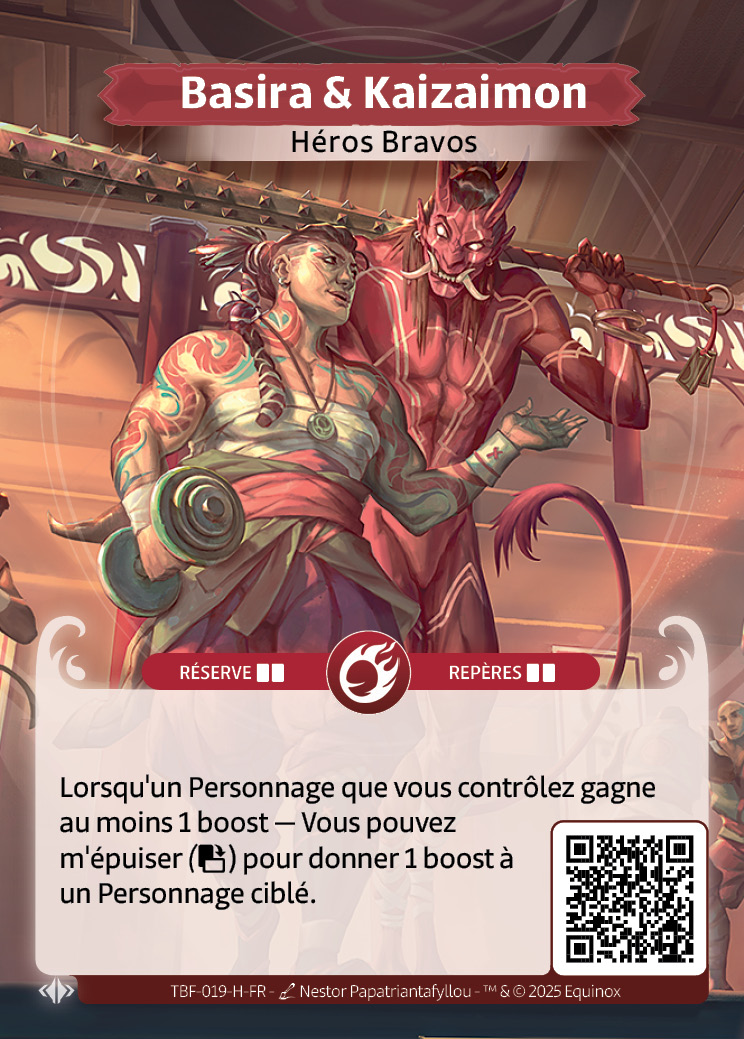 Basira & Kaizaimon
Héros Bravos
RÉSERVE
REPÈRES
Lorsqu'un Personnage que vous contrôlez gagne
au moins 1 boost — Vous pouvez
m'épuiser () pour donner 1 boost à
un Personnage ciblé.
TBF-019-H-FR - Nestor Papatriantafyllou - ™ & © 2025 Equinox